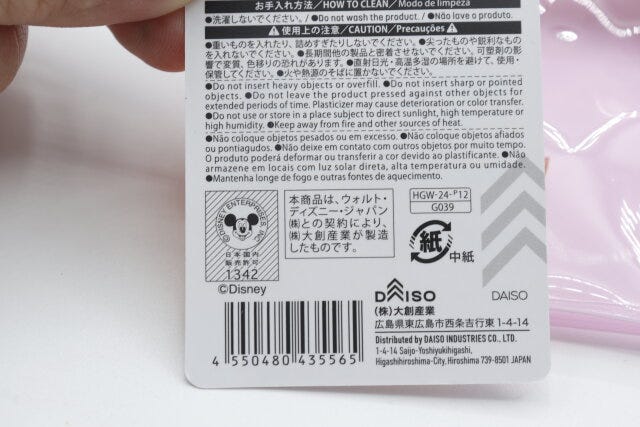 お手入れ方法／HOW TO CLEAN／Modo de limpeza
●洗濯しないでください。／●Do not wash the product.／●Não lave o produto.
使用上の注意／CAUTION／Precauções
●重いものを入れたり、詰めすぎたりしないでください。●尖ったものや鋭利なもの
を入れないでください。●長期間他の製品と密着させないでください。可塑剤の影
響で変質、色移りの恐れがあります。●直射日光・高温多湿の場所を避けて、使用・
保管してください。●火や熱源のそばに置かないでください。
●Do not insert heavy objects or overfill. ●Do not insert sharp or pointed
objects. ●Do not leave the product pressed against other objects for
extended periods of time. Plasticizer may cause deterioration or color transfer.
●Do not use or store in a place subject to direct sunlight, high temperature or
high humidity. ●Keep away from fire and other sources of heat.
●Não coloque objetos pesados ou em excesso. ●Não coloque objetos afiados
ou pontiagudos. ●Não deixe em contato com outros objetos por muito tempo.
O produto poderá deformar ou transferir a cor devido ao plastificante. ●Não
armazene em locais com luz solar direta, alta temperatura ou umidade.
●Mantenha longe de fogo e outras fontes de aquecimento.
©DISNEY ENTERPRISES, INC.
日本国内
販売許可
1342
©Disney
本商品は、ウォルト・
ディズニー・ジャパン
(株)との契約により、
(株)大創産業が製造
したものです。
HGW-24-P12
G039
紙
中紙
DAISO
DAISO
(株)大創産業
広島県東広島市西条吉行東1-4-14
Distributed by DAISO INDUSTRIES CO., LTD.
1-4-14 Saijo-Yoshiyukihigashi,
Higashihiroshima-City, Hiroshima 739-8501 JAPAN
4 550480 435565